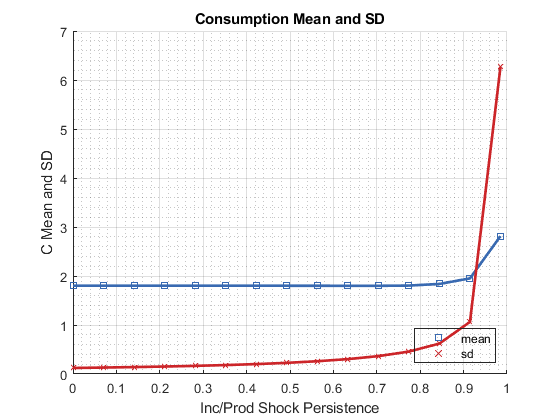 Consumption Mean and SD
7
6
5
4
3
2
1
0
C Mean and SD
0 0.1 0.2 0.3 0.4 0.5 0.6 0.7 0.8 0.9 1
Inc/Prod Shock Persistence
mean
sd